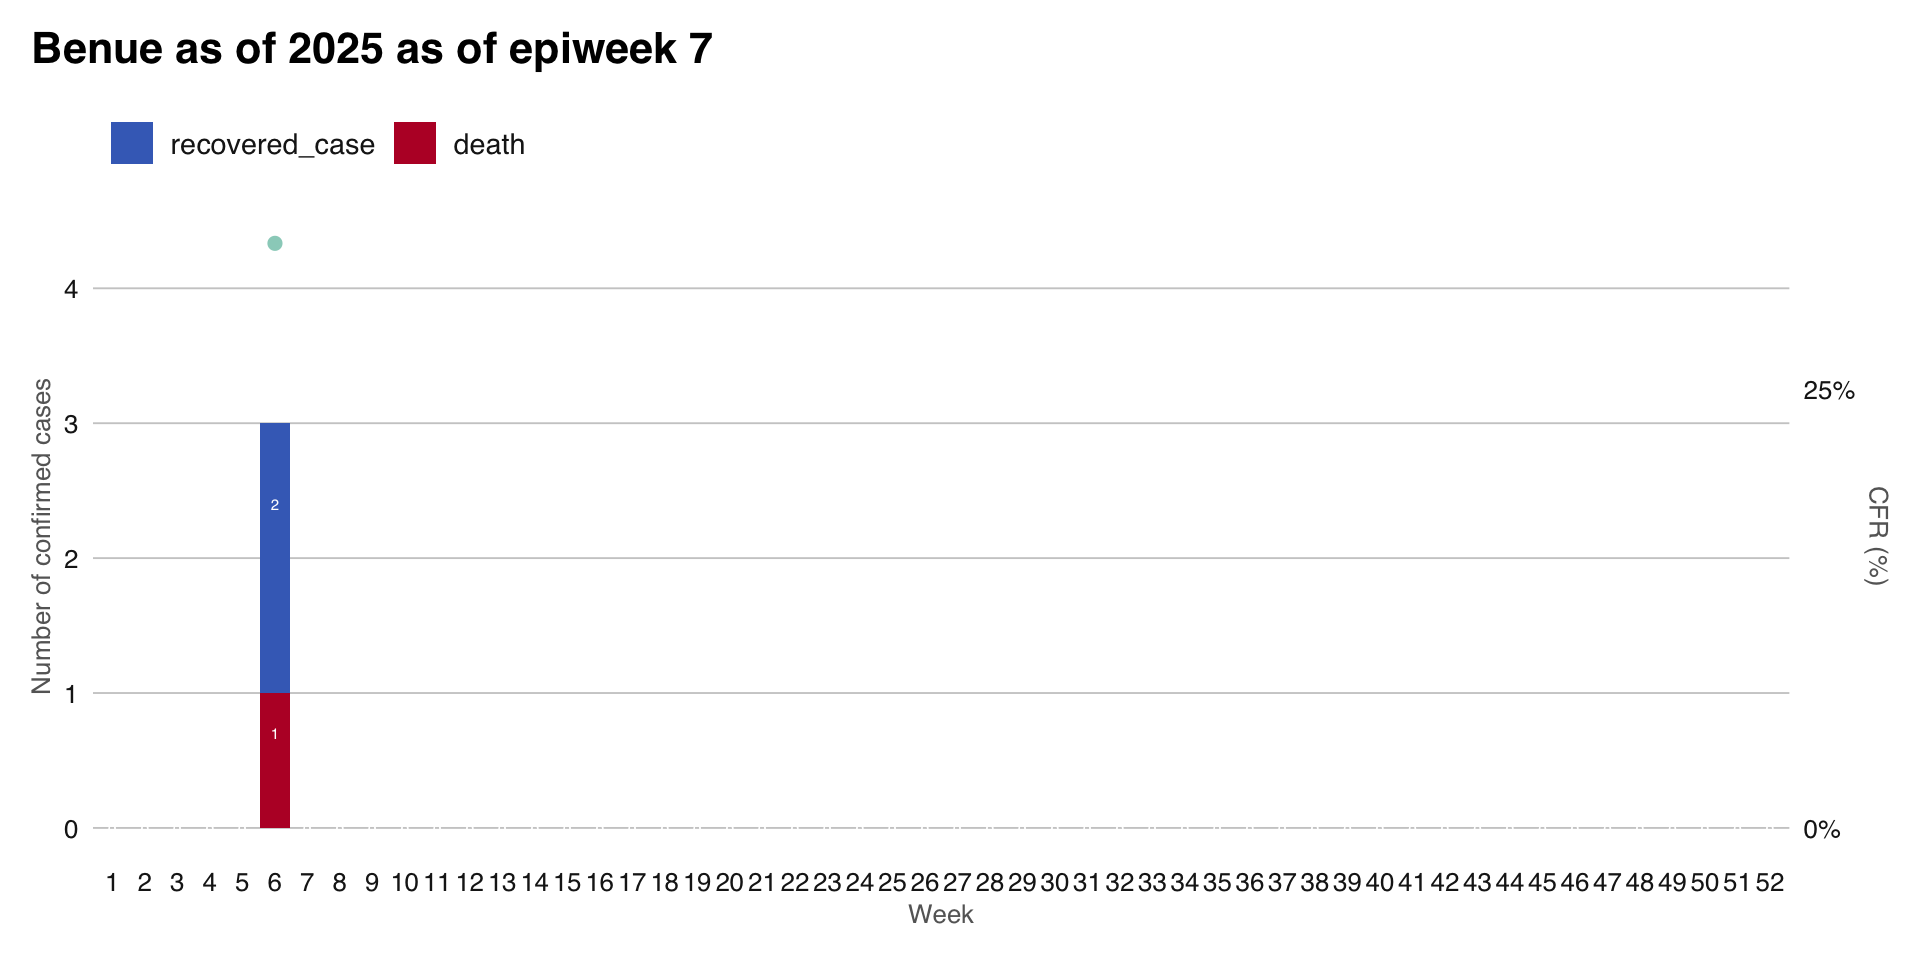 Benue as of 2025 as of epiweek 7
recovered_case death
4
3
2
1
0
Number of confirmed cases
2
1
25%
0%
CFR (%)
1 2 3 4 5 6 7 8 9 10 11 12 13 14 15 16 17 18 19 20 21 22 23 24 25 26 27 28 29 30 31 32 33 34 35 36 37 38 39 40 41 42 43 44 45 46 47 48 49 50 51 52
Week